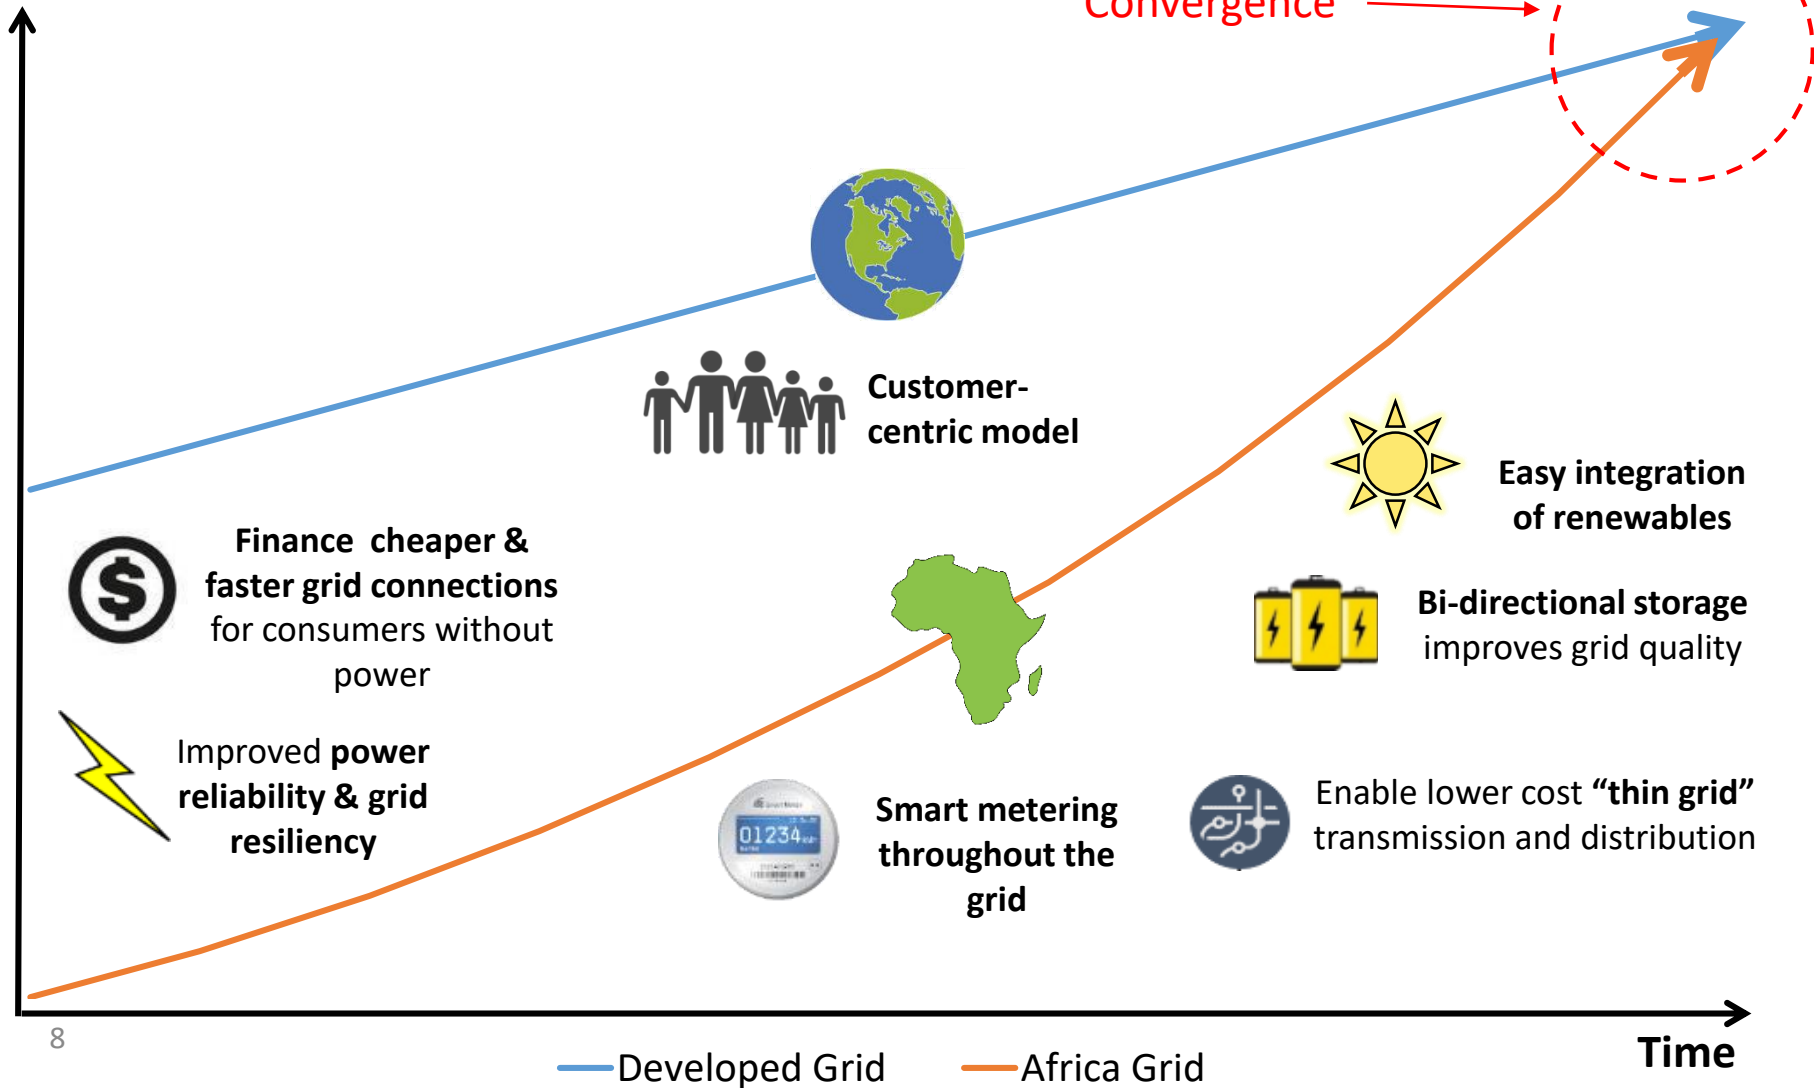 Convergence
Customer-
centric model
Easy integration
of renewables
Finance cheaper &
faster grid connections
for consumers without
power
Bi-directional storage
improves grid quality
Improved power
reliability & grid
resiliency
01234
Smart metering
throughout the
grid
Enable lower cost “thin grid”
transmission and distribution
8
Time
Developed Grid
Africa Grid